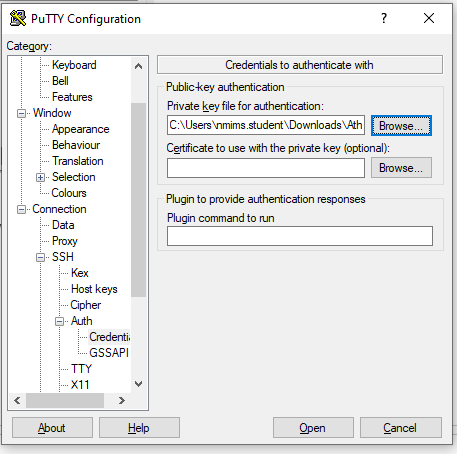 PuTTY Configuration
?
Category:
Keyboard
Bell
Features
Window
Appearance
Behaviour
Translation
Selection
Colours
Connection
Data
Proxy
SSH
Kex
Host keys
Cipher
Auth
Credentia
GSSAPI
TTY
X11
Credentials to authenticate with
Public-key authentication
Private key file for authentication:
C:\Users\nmims.student\Downloads\Ath
Browse...
Certificate to use with the private key (optional):
Browse...
Plugin to provide authentication responses
Plugin command to run
About
Help
Open
Cancel